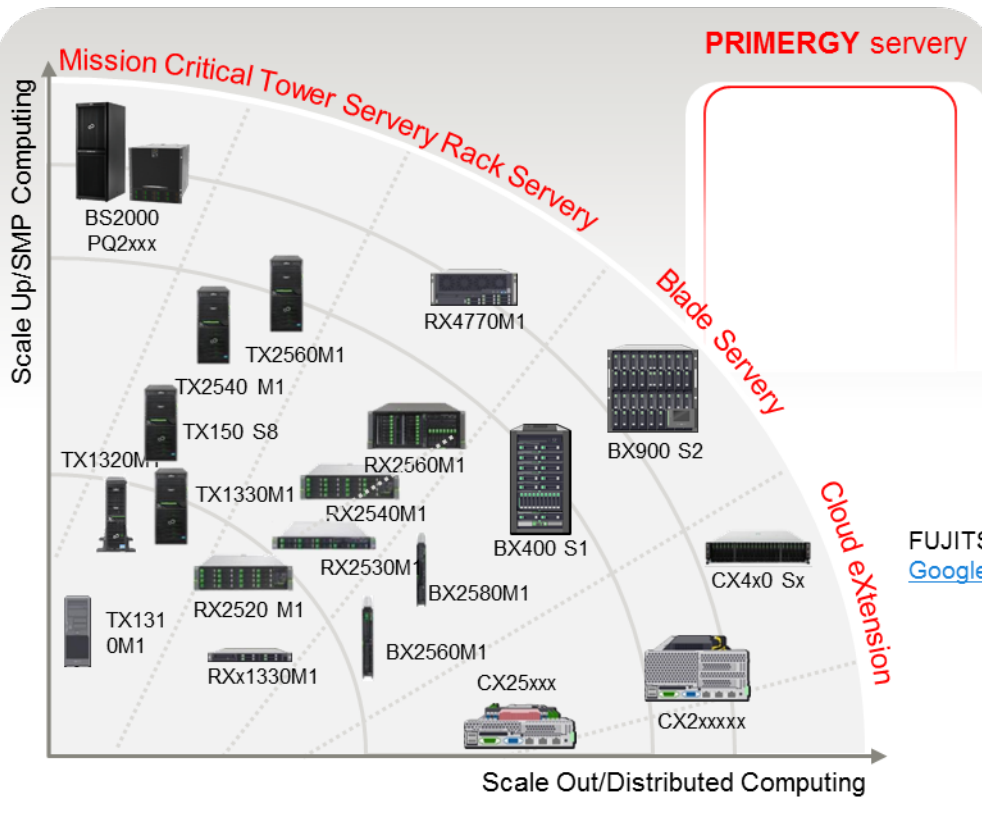 PRIMERGY servery
Mission Critical Tower Servery Rack Servery
Blade Servery
Cloud eXtension
Scale Up/SMP Computing
BS2000
PQ2xxx
RX4770M1
TX2560M1
TX2540 M1
TX150 S8
BX900 S2
TX1320M1
RX2560M1
TX1330M1
RX2540M1
BX400 S1
RX2530M1
CX4x0 Sx
FUJITS
Google
BX2580M1
RX2520 M1
TX131
0M1
BX2560M1
RXx1330M1
CX25xxx
CX2xxxxx
Scale Out/Distributed Computing